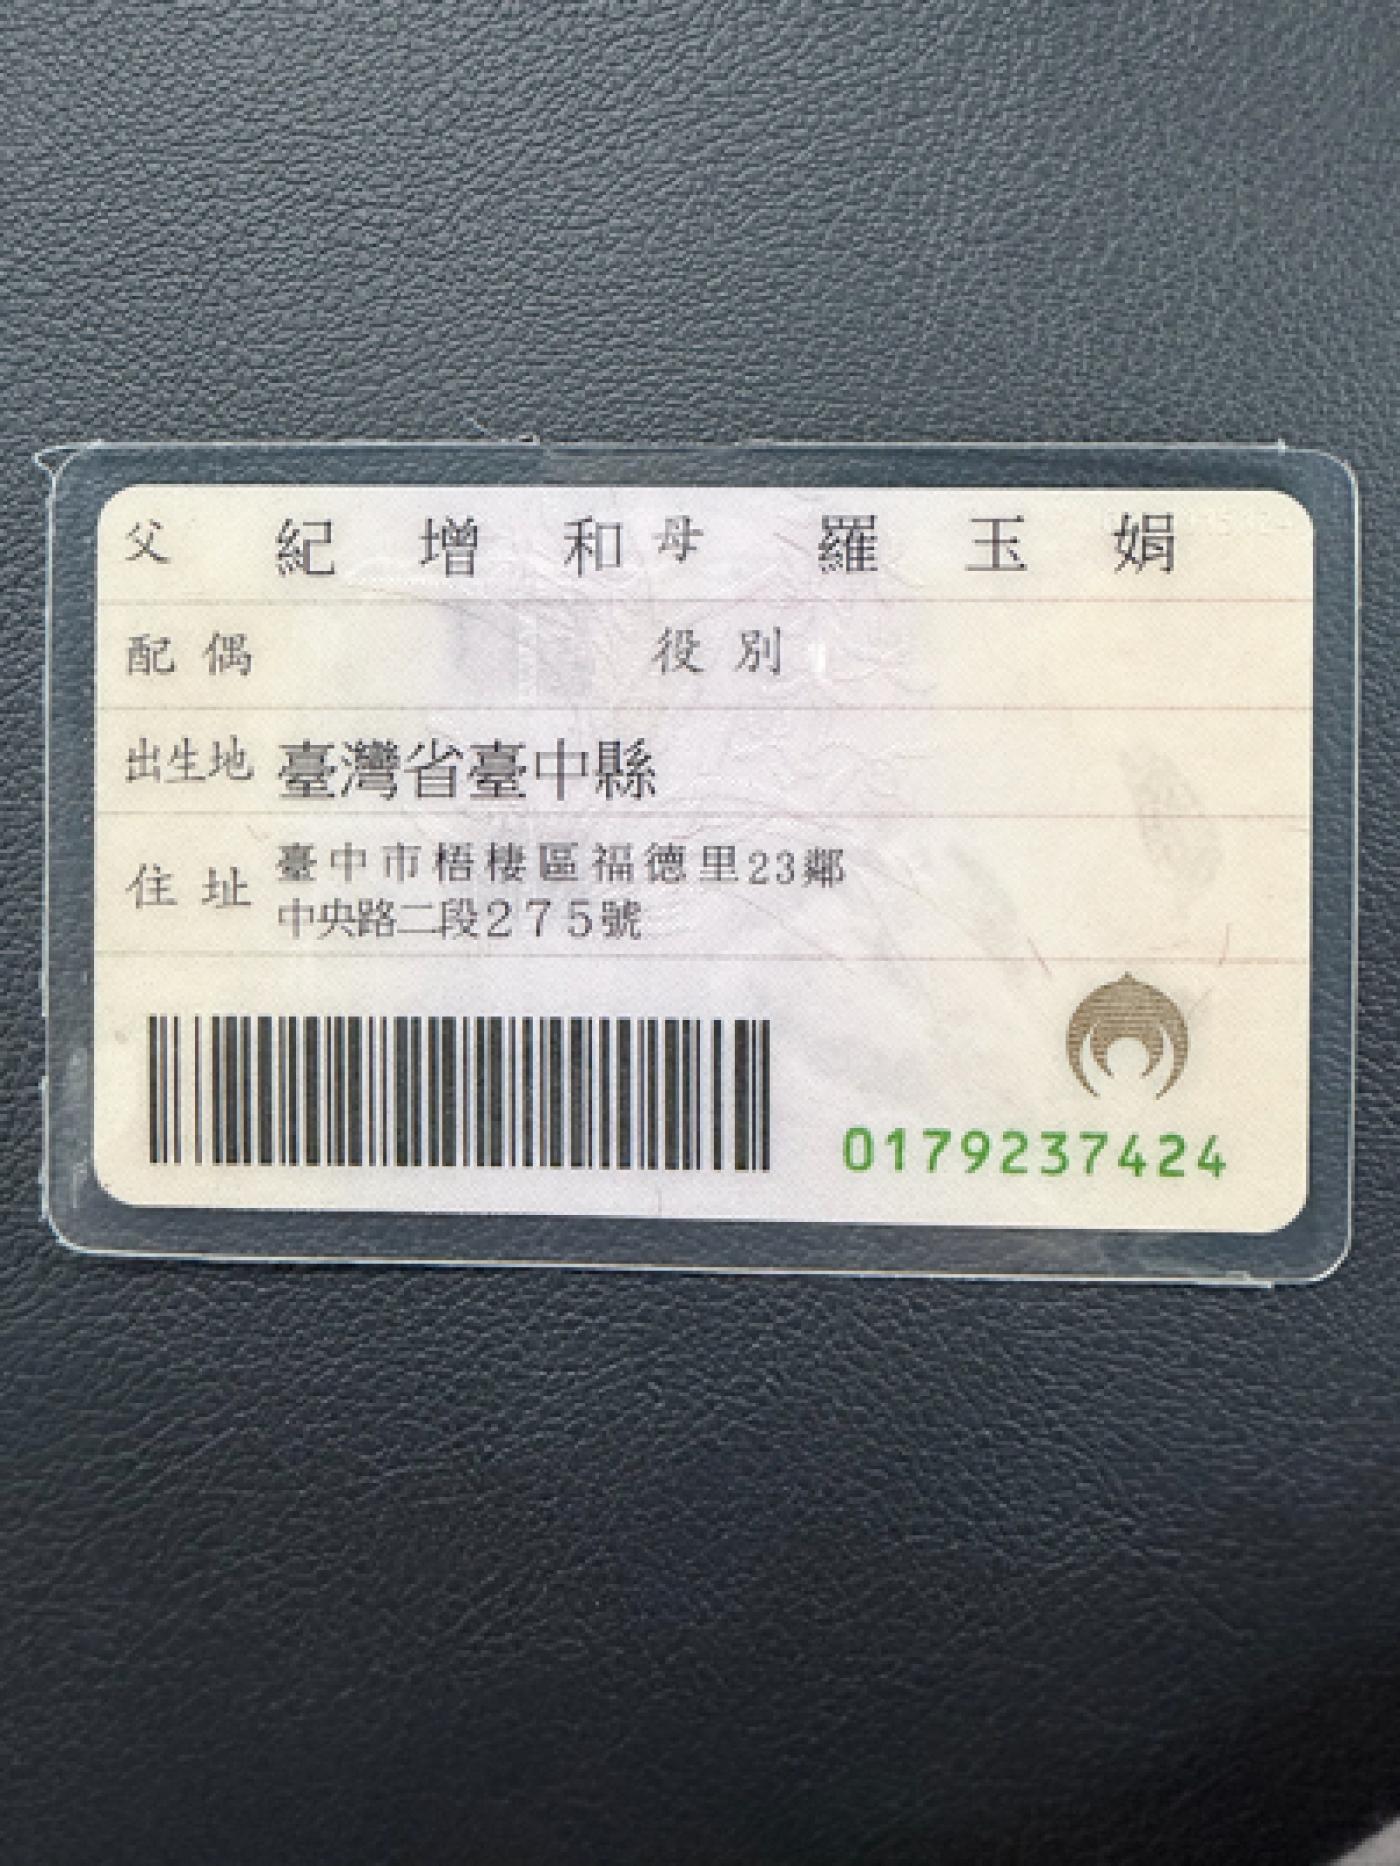 父 紀增和 母 羅玉娟
配偶 役別
出生地 臺灣省臺中縣
住址 臺中市梧棲區福德里23鄰
中央路二段275號
0179237424